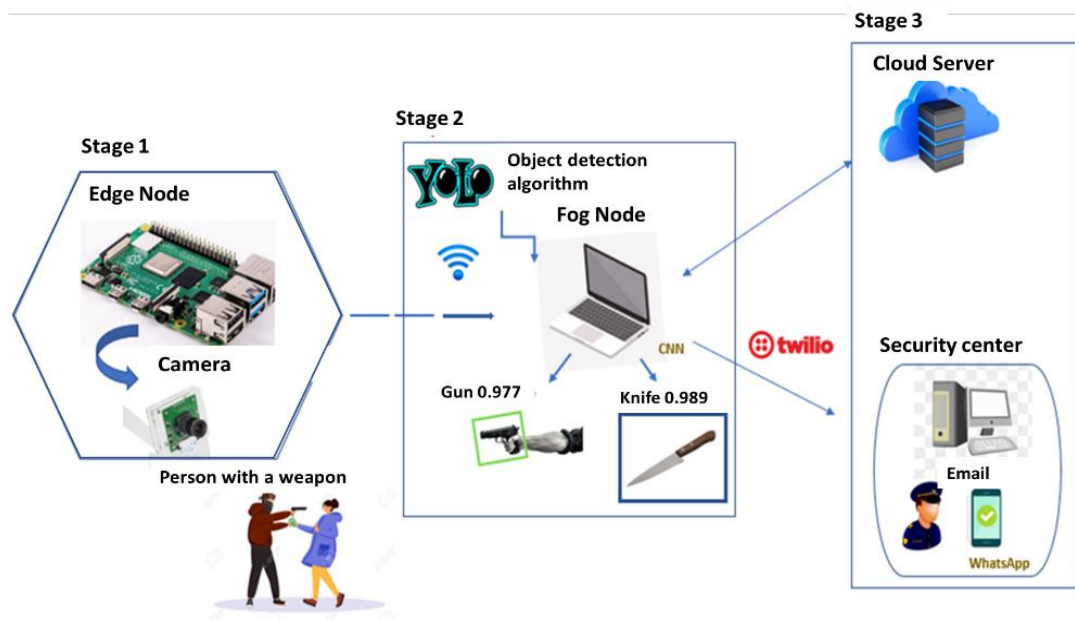 Stage 1
Edge Node
Camera
Person with a weapon
Stage 2
YOLO
Object detection
algorithm
Fog Node
CNN
Gun 0.977
Knife 0.989
twilio
Stage 3
Cloud Server
Security center
Email
WhatsApp